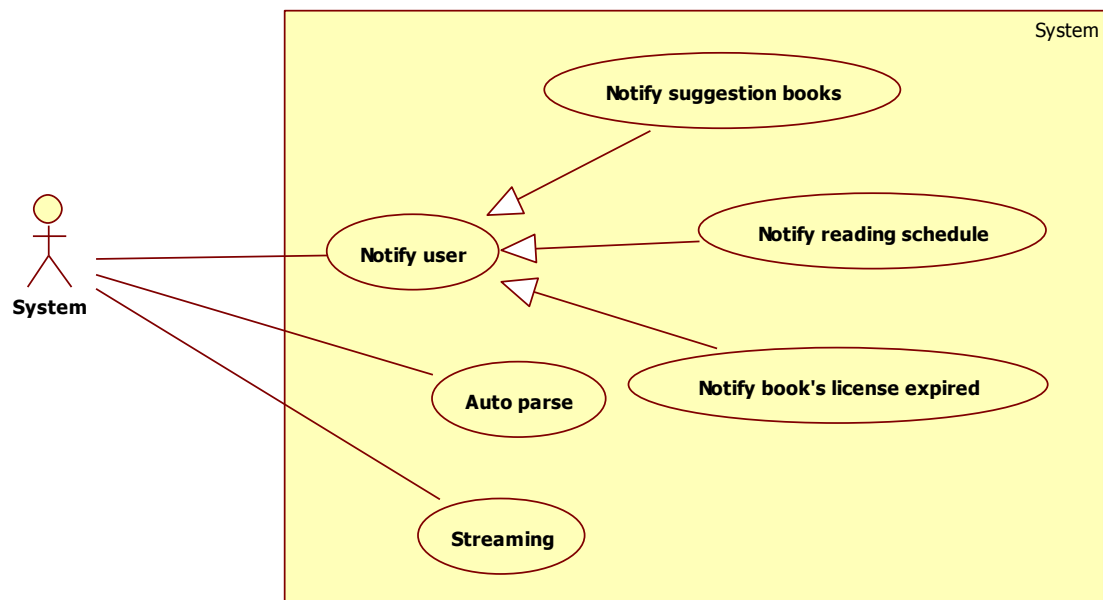 System
Notify suggestion books
Notify reading schedule
Notify user
System
Notify book's license expired
Auto parse
Streaming